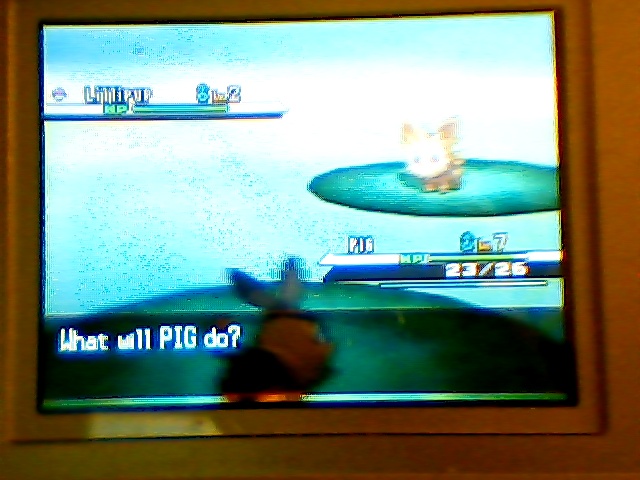 Lillipup ♂Lv2
HP
PIG ♂Lv7
HP
23/26
What will PIG do?